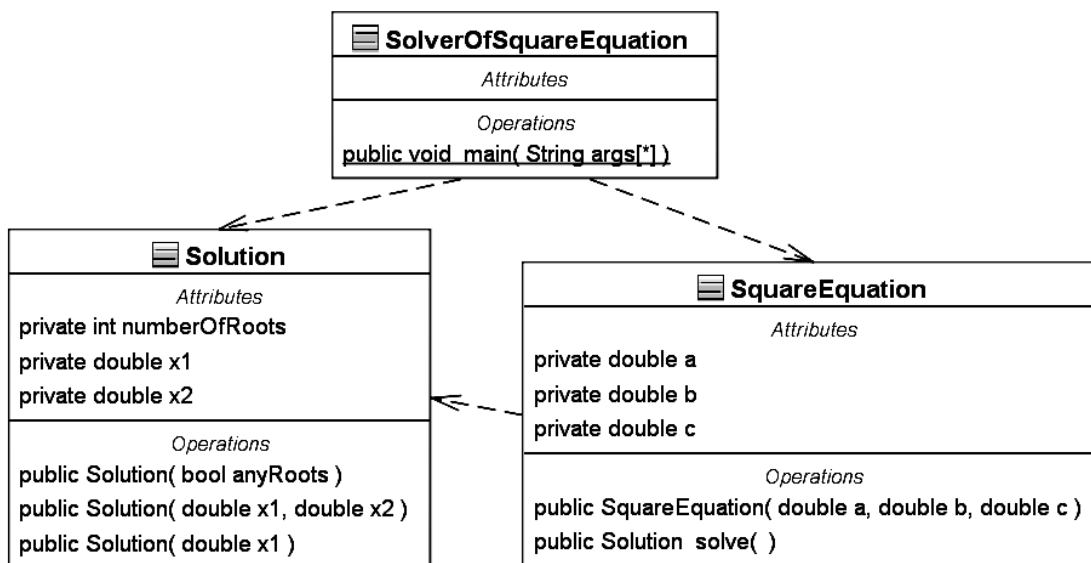 SolverOfSquareEquation
Attributes
Operations
public void main( String args[*] )
Solution
Attributes
private int numberOfRoots
private double x1
private double x2
Operations
public Solution( bool anyRoots )
public Solution( double x1, double x2 )
public Solution( double x1 )
SquareEquation
Attributes
private double a
private double b
private double c
Operations
public SquareEquation( double a, double b, double c )
public Solution solve( )